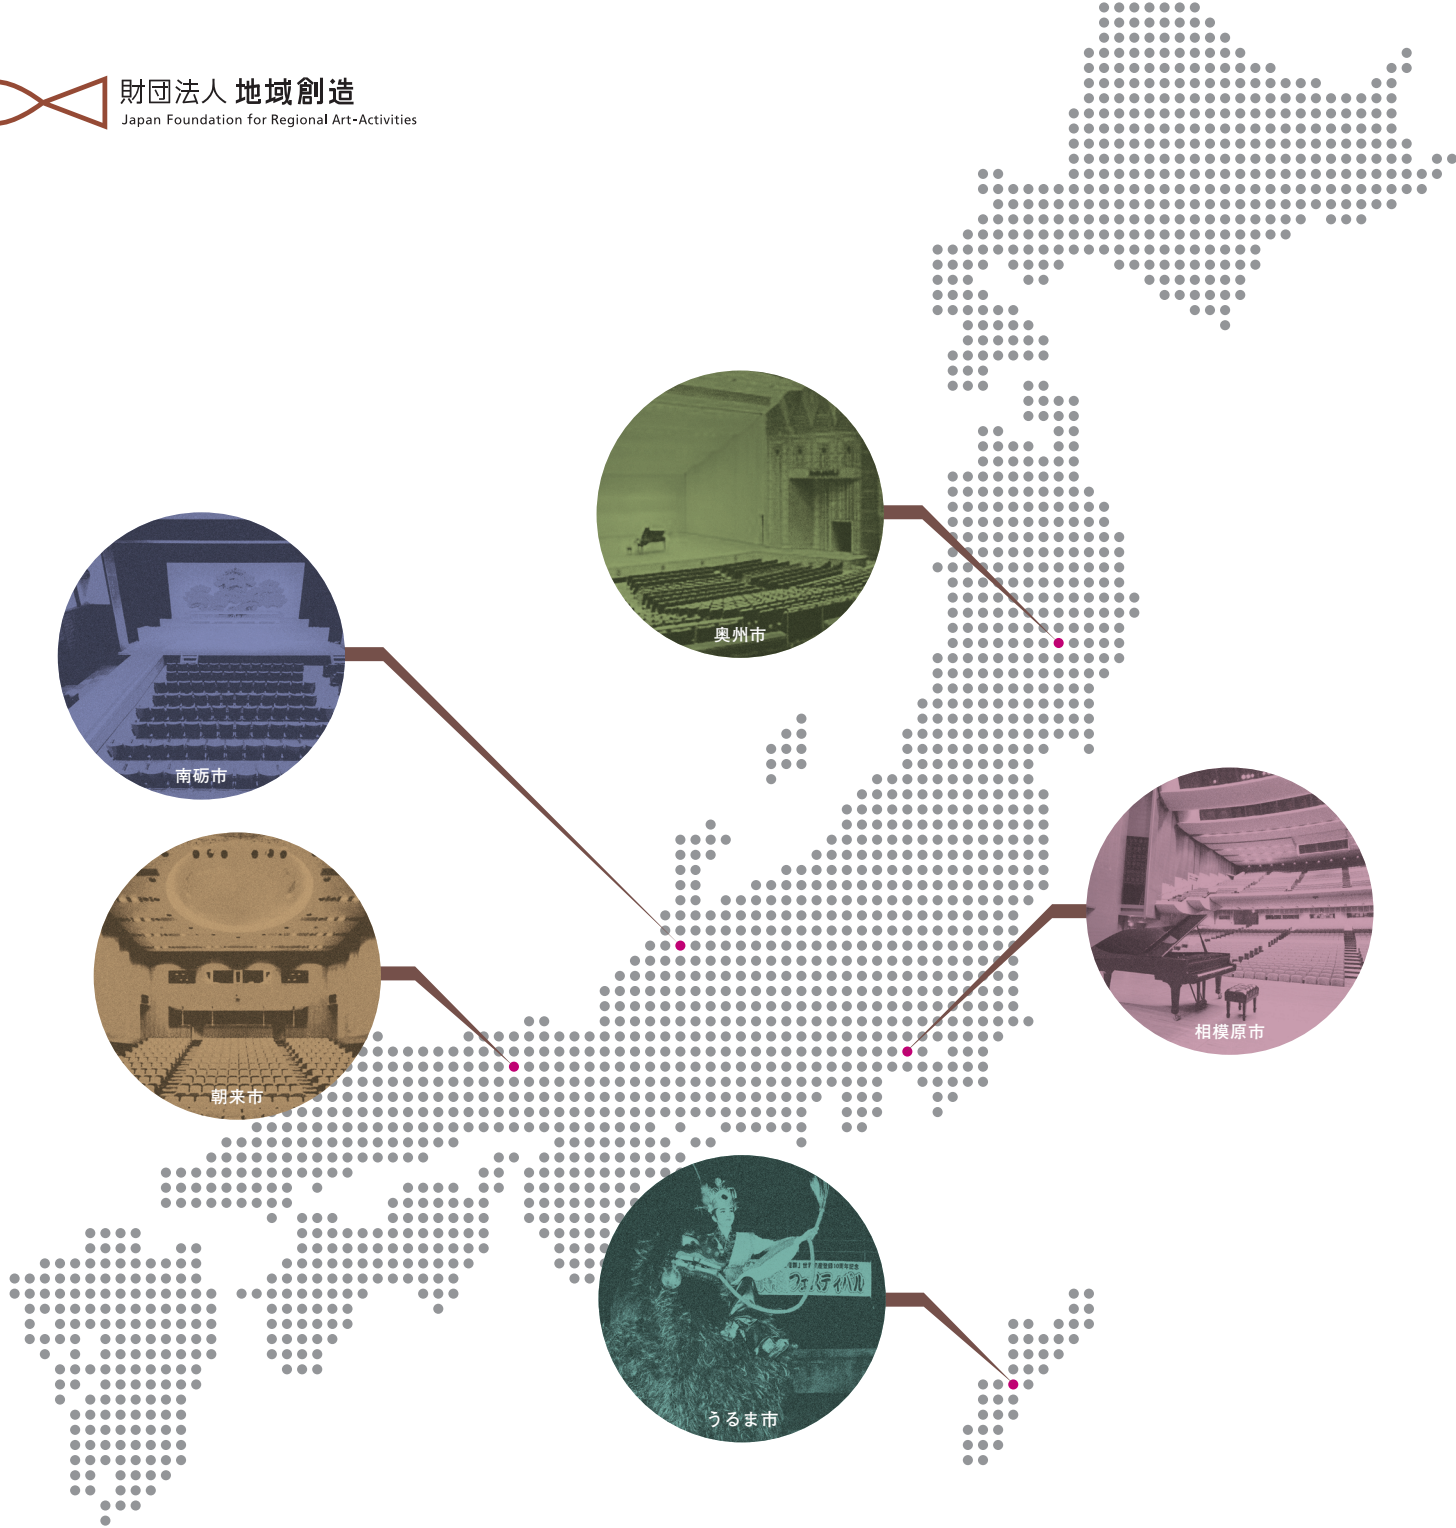 財団法人 地域創造
Japan Foundation for Regional Art-Activities
奥州市
南砺市
相模原市
朝来市
フェスティバル
うるま市